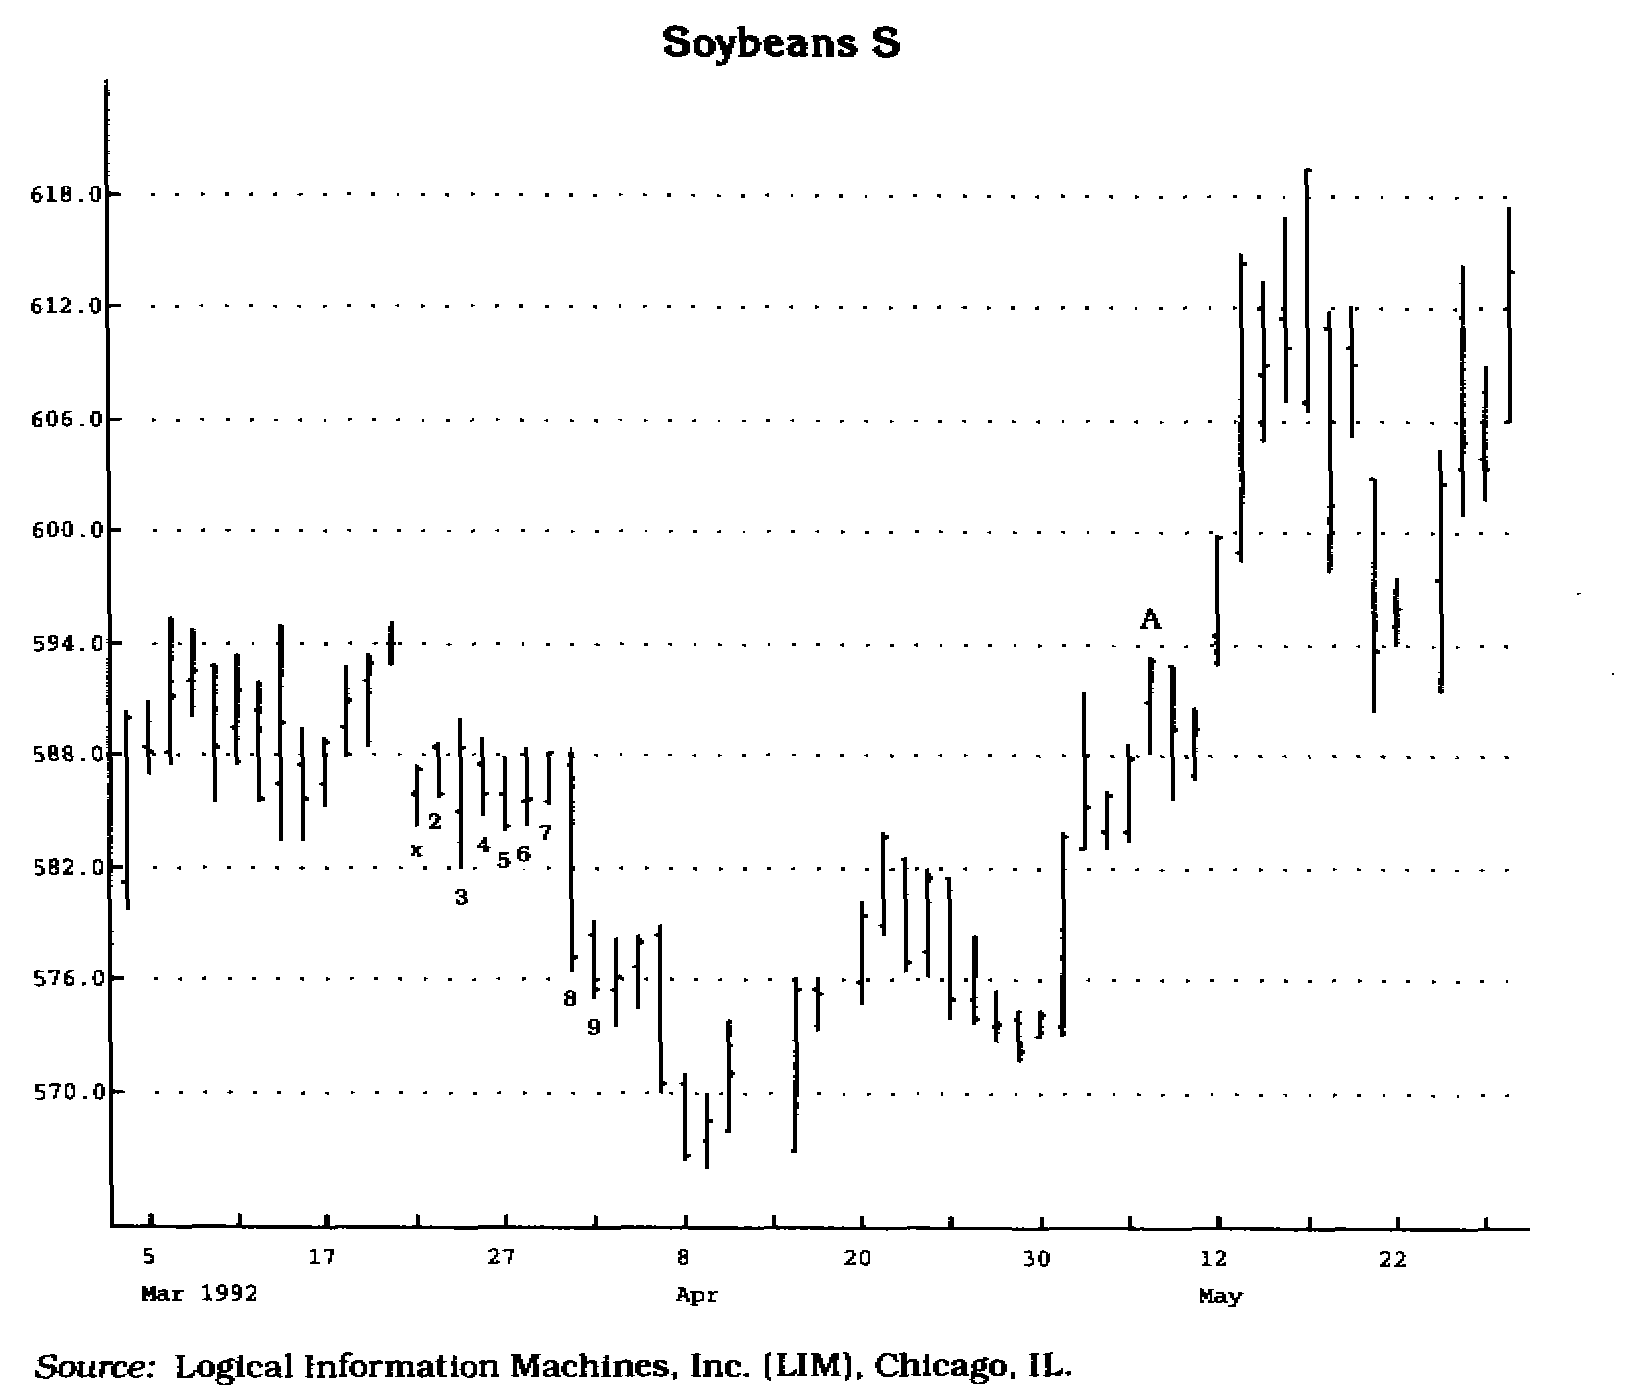 Soybeans S
618.0
612.0
606.0
600.0
594.0
588.0
582.0
576.0
570.0
A
x 2 3 4 5 6 7 8 9
5 17 27 8 20 30 12 22
Mar 1992 Apr May
Source: Logical Information Machines, Inc. (LIM), Chicago, IL.